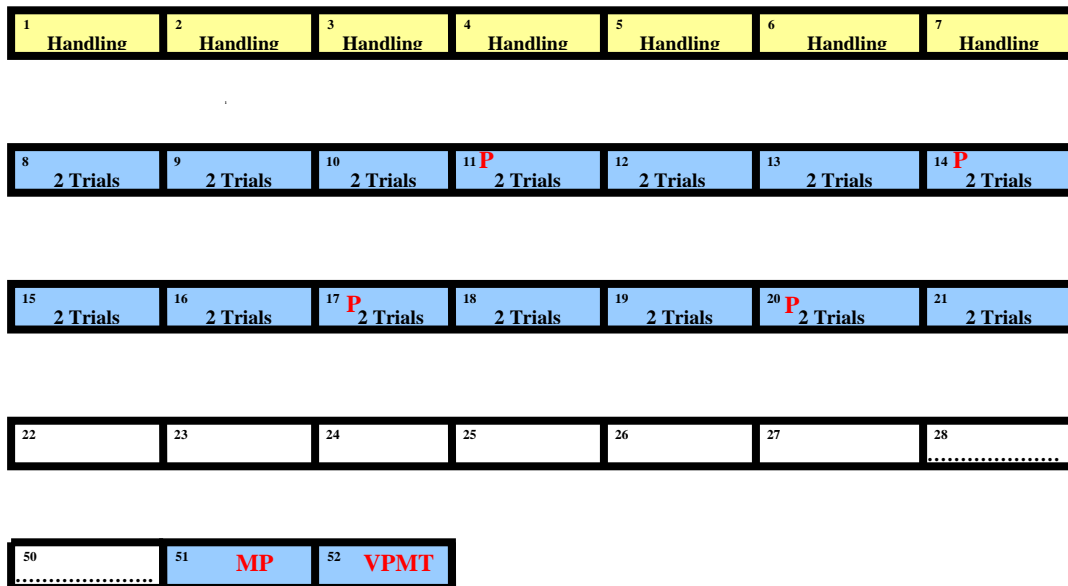 1 Handling 2 Handling 3 Handling 4 Handling 5 Handling 6 Handling 7 Handling
8 2 Trials 9 2 Trials 10 2 Trials 11 P 2 Trials 12 2 Trials 13 2 Trials 14 P 2 Trials
15 2 Trials 16 2 Trials 17 P 2 Trials 18 2 Trials 19 2 Trials 20 P 2 Trials 21 2 Trials
22 23 24 25 26 27 28 ....................
50 ..................... 51 MP 52 VPMT